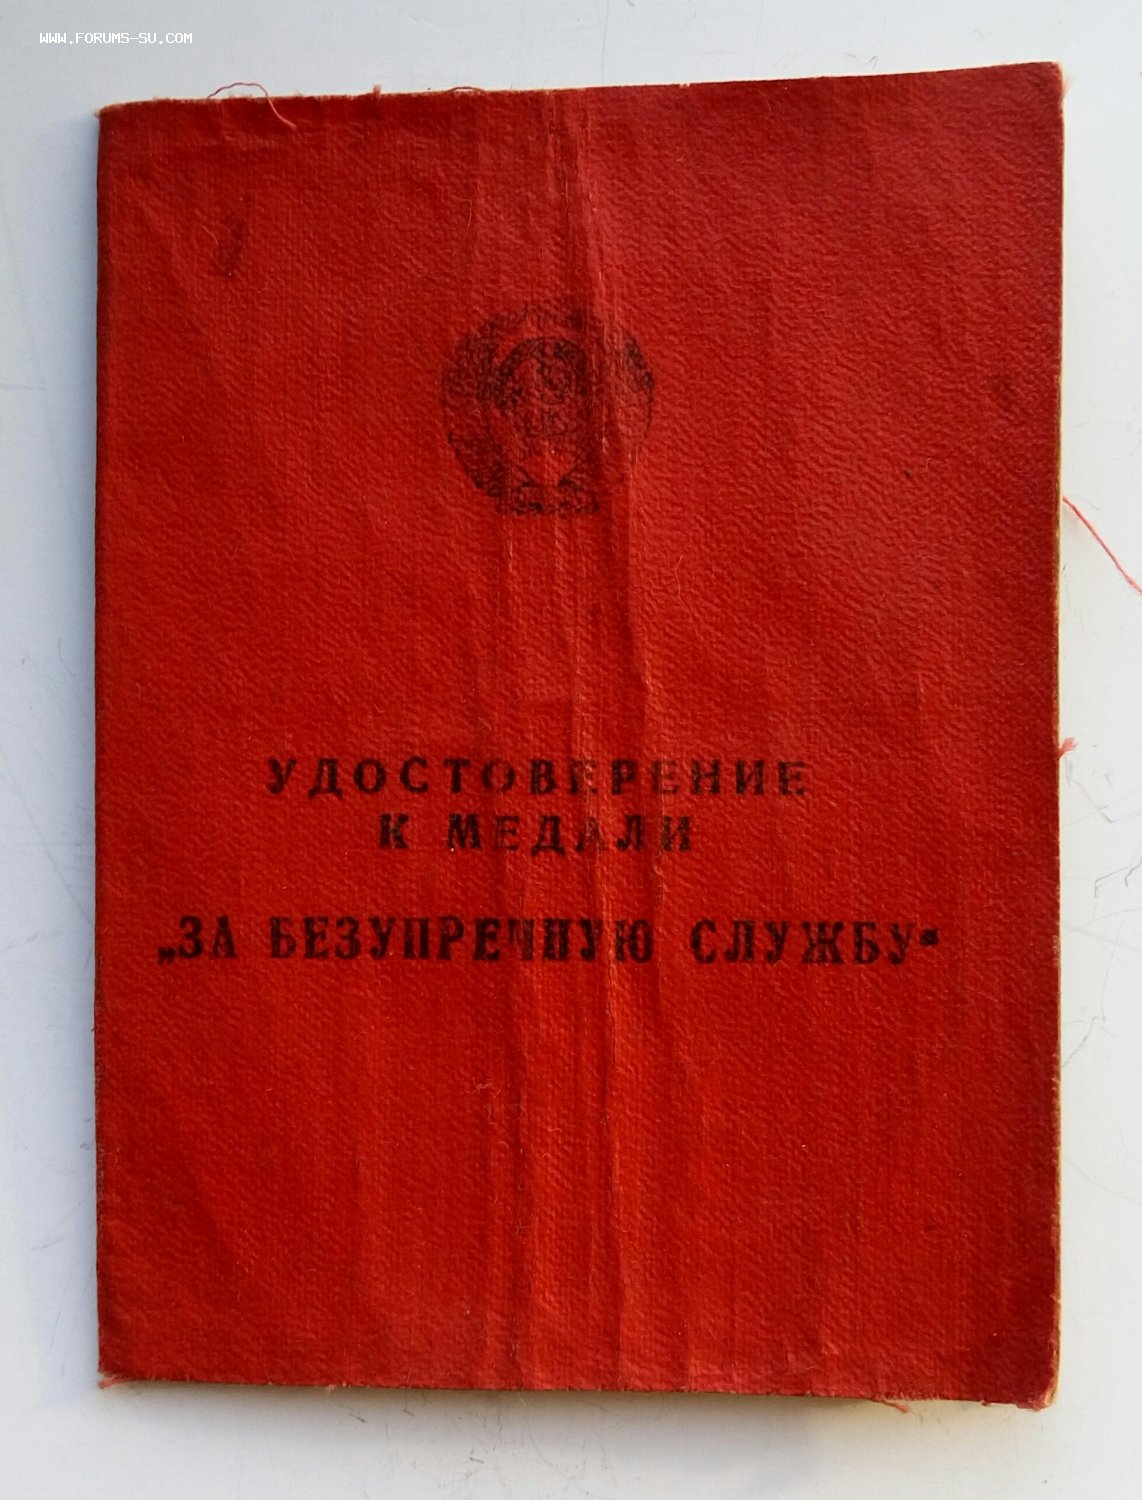 WWW.FORUMS-SU.COM
УДОСТОВЕРЕНИЕ
К МЕДАЛИ
„ЗА БЕЗУПРЕЧНУЮ СЛУЖБУ“